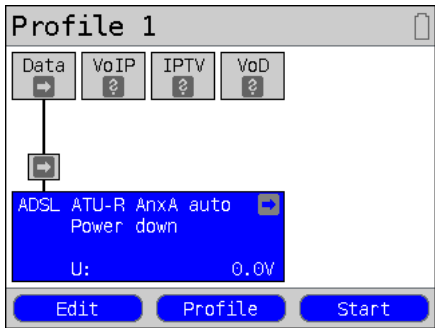 Profile 1
Data VoIP IPTV VoD
ADSL ATU-R AnxA auto
Power down
U: 0.0V
Edit Profile Start